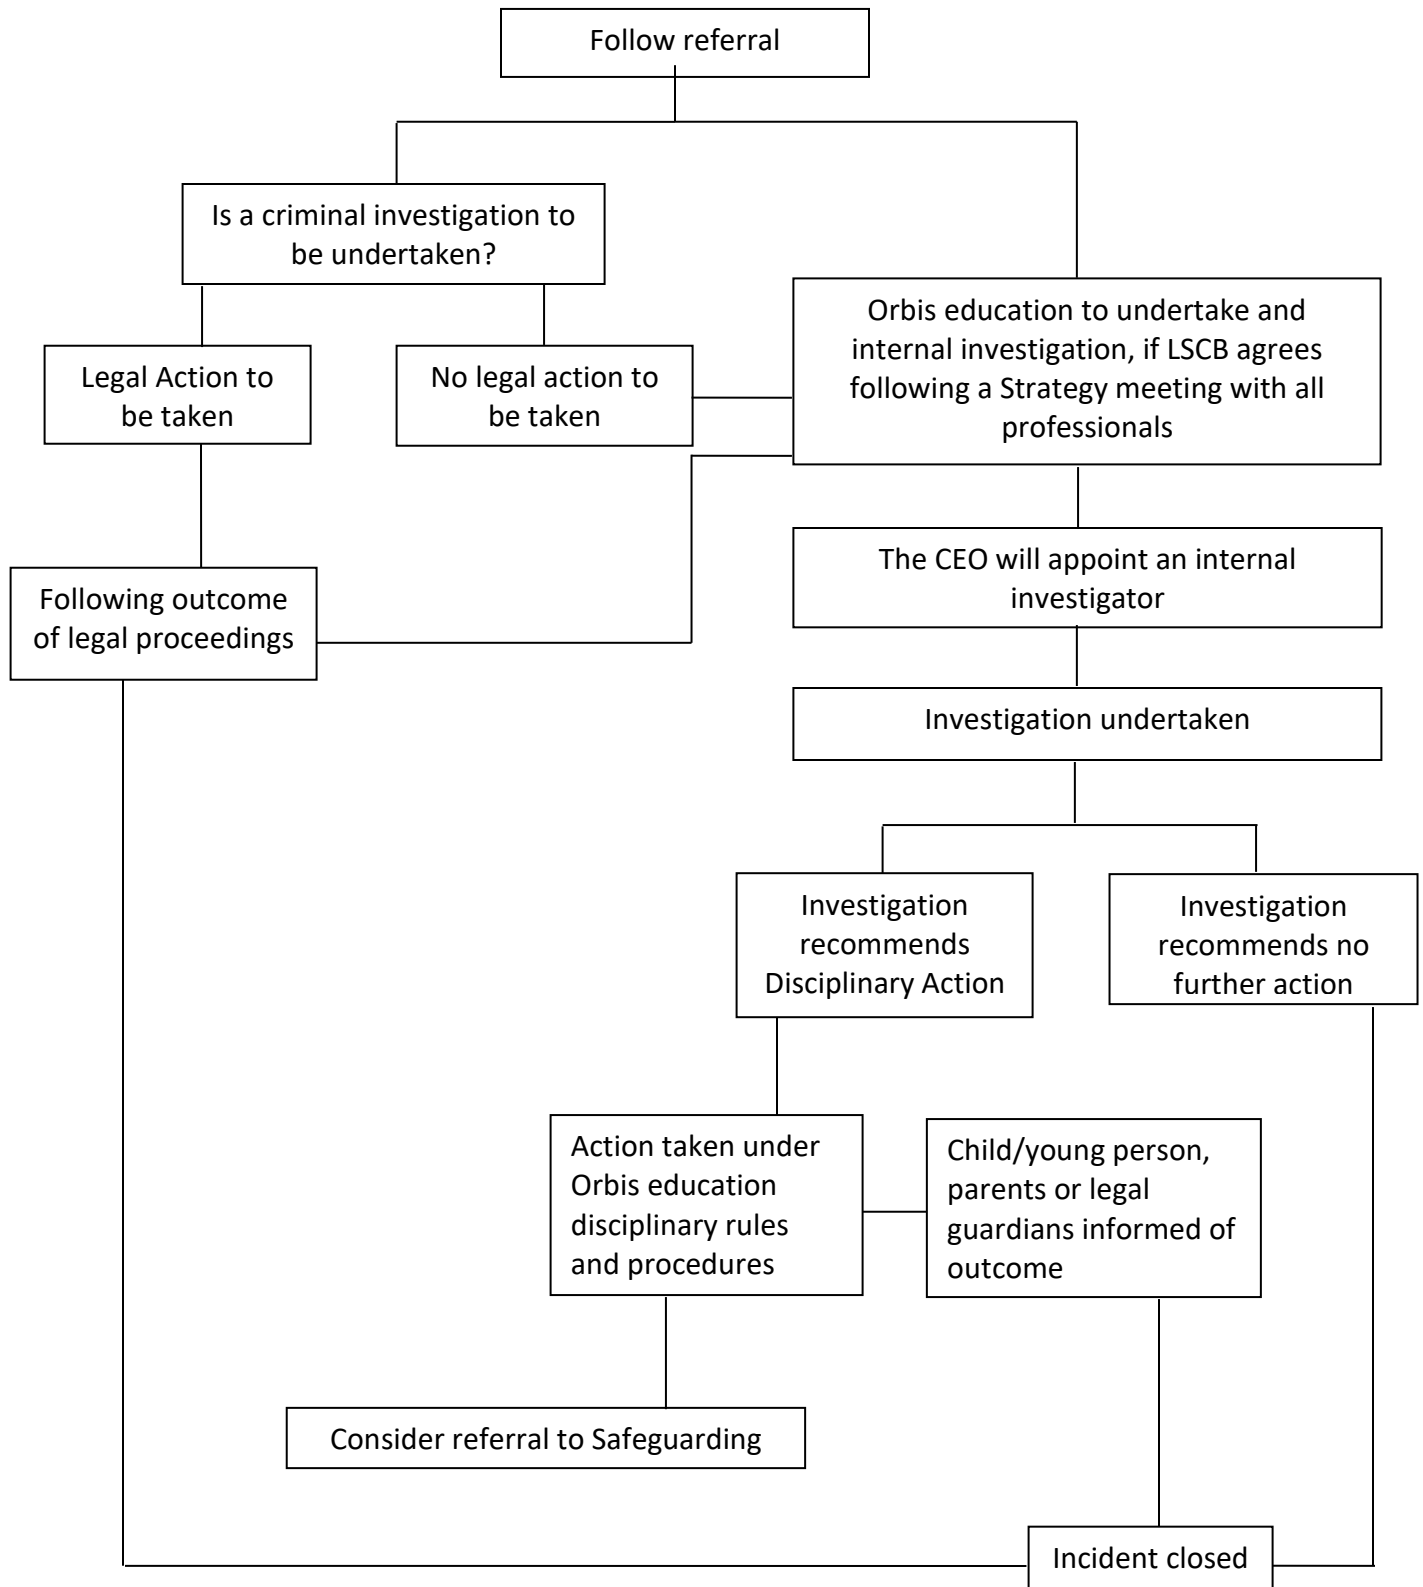 Follow referral
Is a criminal investigation to
be undertaken?
Orbis education to undertake and
internal investigation, if LSCB agrees
following a Strategy meeting with all
professionals
Legal Action to
be taken
No legal action to
be taken
The CEO will appoint an internal
investigator
Following outcome
of legal proceedings
Investigation undertaken
Investigation
recommends
Disciplinary Action
Investigation
recommends no
further action
Action taken under
Orbis education
disciplinary rules
and procedures
Child/young person,
parents or legal
guardians informed of
outcome
Consider referral to Safeguarding
Incident closed